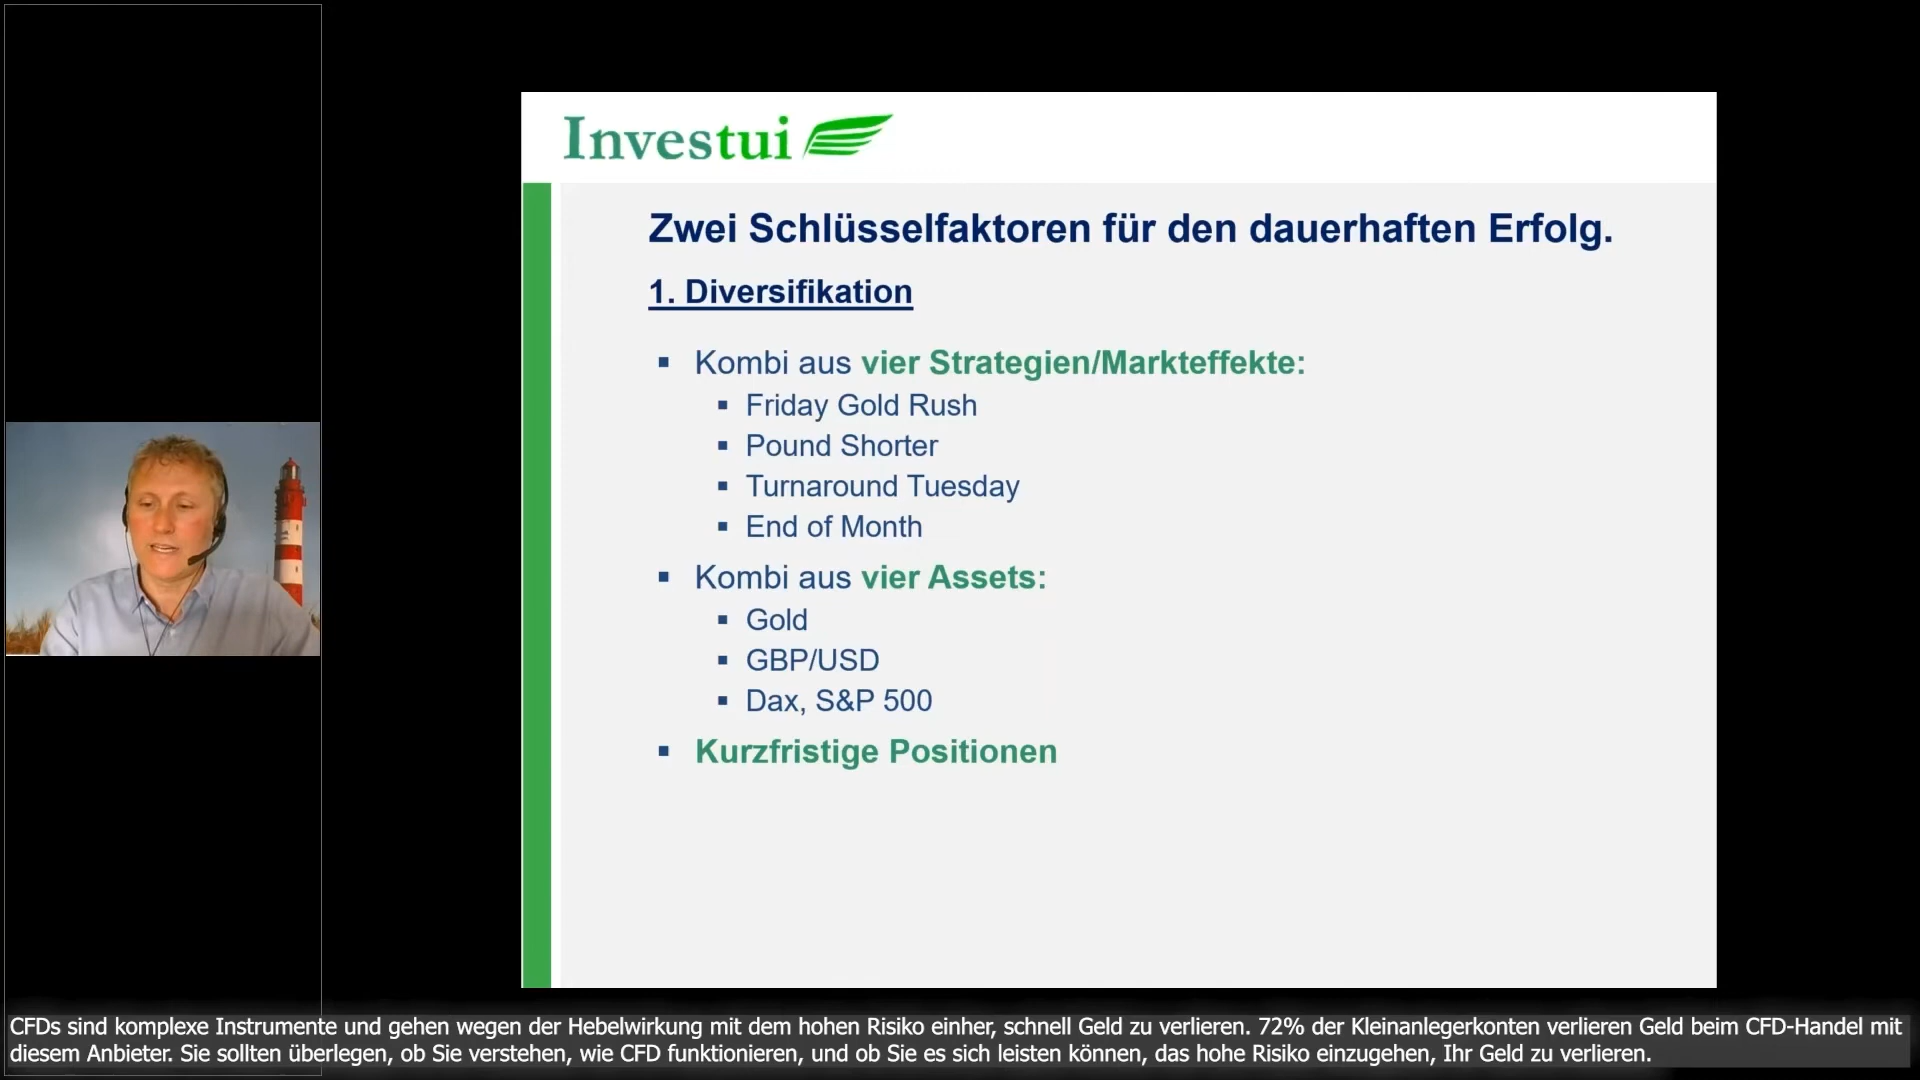 Investui
Zwei Schlüsselfaktoren für den dauerhaften Erfolg.
1. Diversifikation
▪ Kombi aus vier Strategien/Markteffekte:
▪ Friday Gold Rush
▪ Pound Shorter
▪ Turnaround Tuesday
▪ End of Month
▪ Kombi aus vier Assets:
▪ Gold
▪ GBP/USD
▪ Dax, S&P 500
▪ Kurzfristige Positionen
CFDs sind komplexe Instrumente und gehen wegen der Hebelwirkung mit dem hohen Risiko einher, schnell Geld zu verlieren. 72% der Kleinanlegerkonten verlieren Geld beim CFD-Handel mit
diesem Anbieter. Sie sollten überlegen, ob Sie verstehen, wie CFD funktionieren, und ob Sie es sich leisten können, das hohe Risiko einzugehen, Ihr Geld zu verlieren.